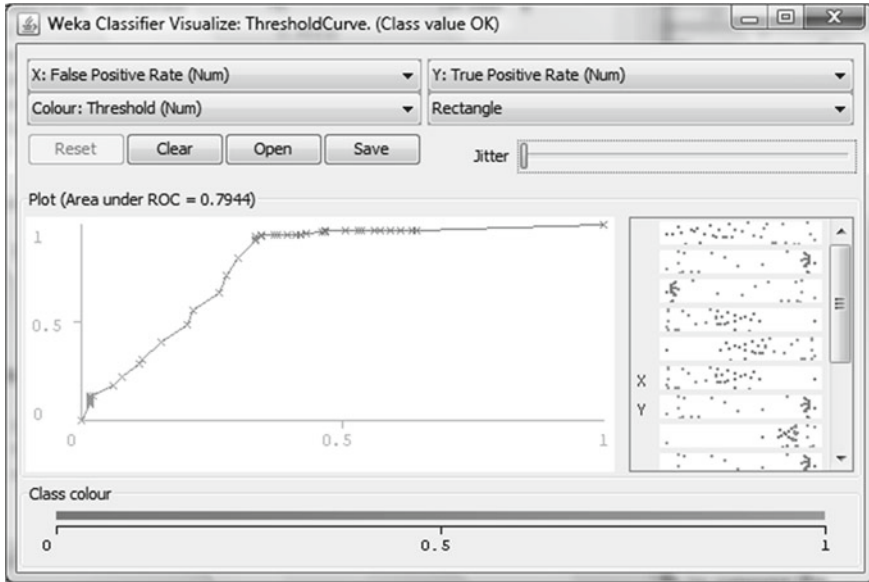 Weka Classifier Visualize: ThresholdCurve. (Class value OK)
X: False Positive Rate (Num)
Y: True Positive Rate (Num)
Colour: Threshold (Num)
Rectangle
Reset
Clear
Open
Save
Jitter
Plot (Area under ROC = 0.7944)
1
0.5
0
0
0.5
1
X
Y
Class colour
0
0.5
1